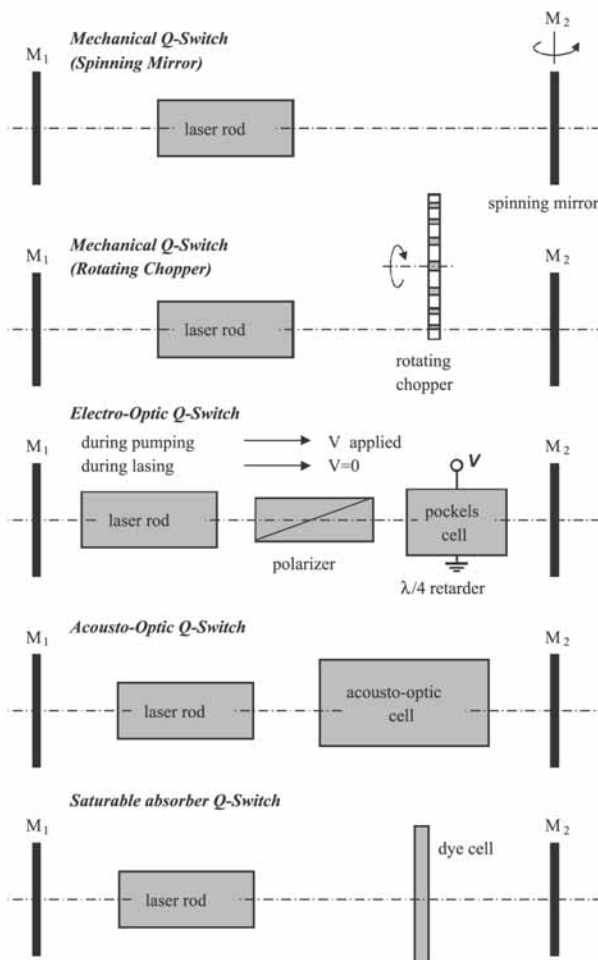 Mechanical Q-Switch
(Spinning Mirror)
M1
M2
laser rod
spinning mirror
Mechanical Q-Switch
(Rotating Chopper)
M1
M2
laser rod
rotating
chopper
Electro-Optic Q-Switch
M1
M2
during pumping V applied
during lasing V=0
V
laser rod
pockels
cell
polarizer
λ/4 retarder
Acousto-Optic Q-Switch
M1
M2
laser rod
acousto-optic
cell
Saturable absorber Q-Switch
M1
M2
dye cell
laser rod